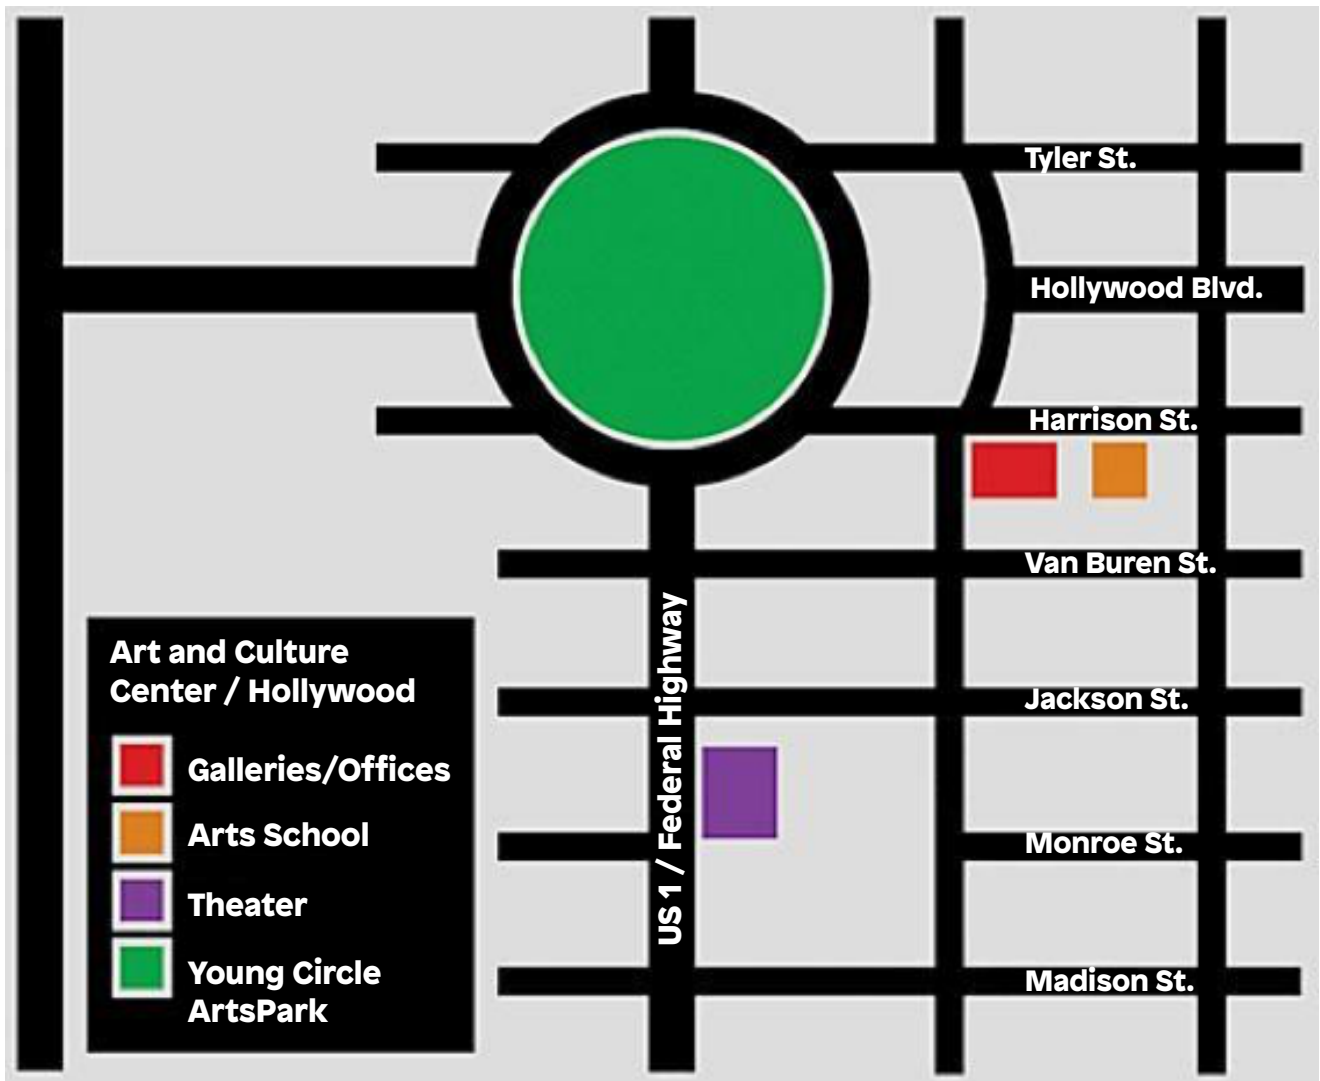 Tyler St.
Hollywood Blvd.
Harrison St.
Van Buren St.
US 1 / Federal Highway
Jackson St.
Monroe St.
Madison St.
Art and Culture
Center / Hollywood
Galleries/Offices
Arts School
Theater
Young Circle
ArtsPark